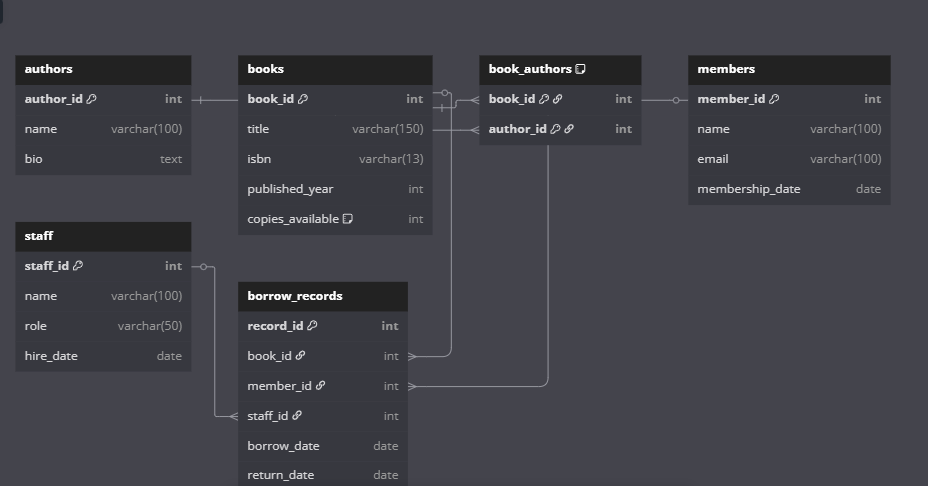 authors
author_id int
name varchar(100)
bio text
books
book_id int
title varchar(150)
isbn varchar(13)
published_year int
copies_available int
book_authors
book_id int
author_id int
members
member_id int
name varchar(100)
email varchar(100)
membership_date date
staff
staff_id int
name varchar(100)
role varchar(50)
hire_date date
borrow_records
record_id int
book_id int
member_id int
staff_id int
borrow_date date
return_date date